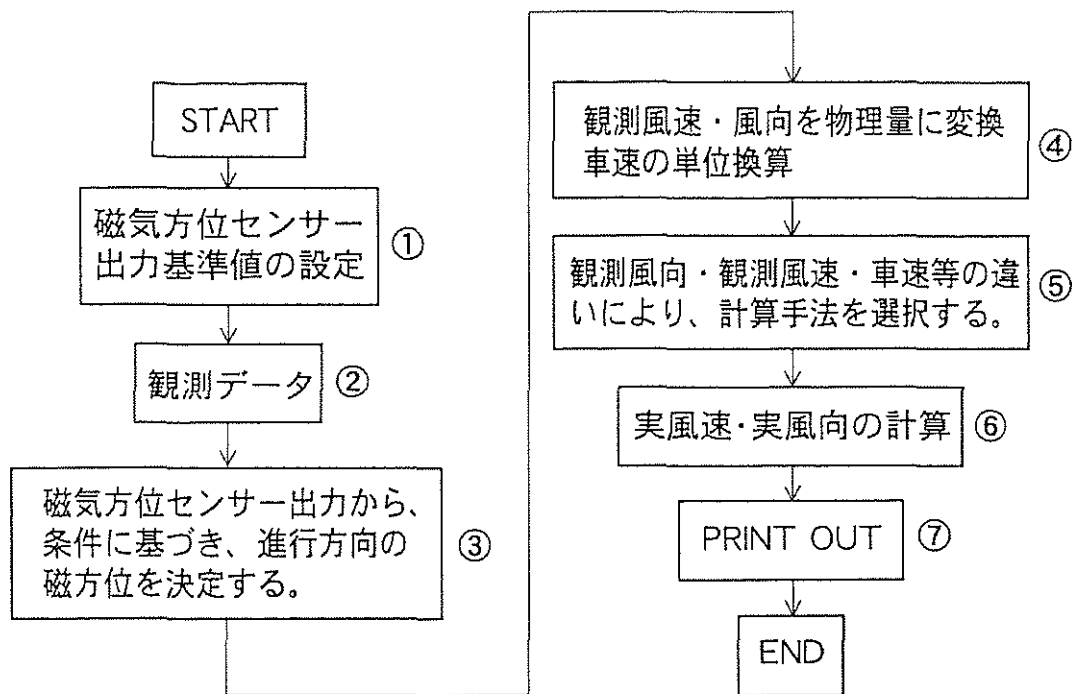 START
磁気方位センサー
出力基準値の設定
①
観測データ
②
磁気方位センサー出力から、
条件に基づき、進行方向の
磁方位を決定する。
③
観測風速・風向を物理量に変換
車速の単位換算
④
観測風向・観測風速・車速等の違
いにより、計算手法を選択する。
⑤
実風速・実風向の計算
⑥
PRINT OUT
⑦
END